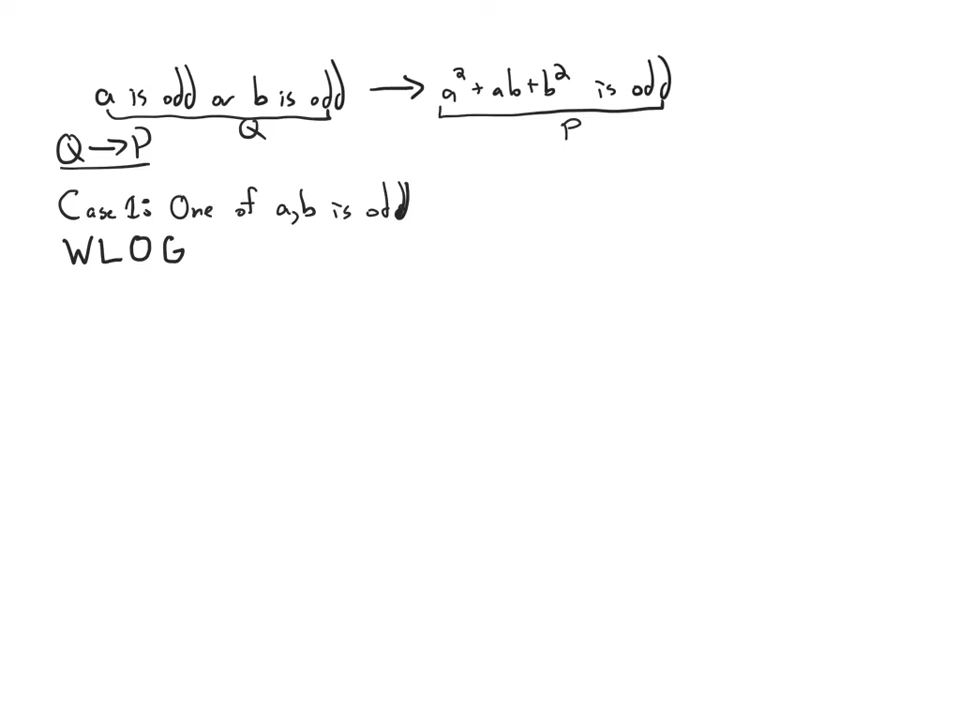 a is odd or b is odd → a² + ab + b² is odd
Q P
Q → P
Case 1: One of a,b is odd
WLOG